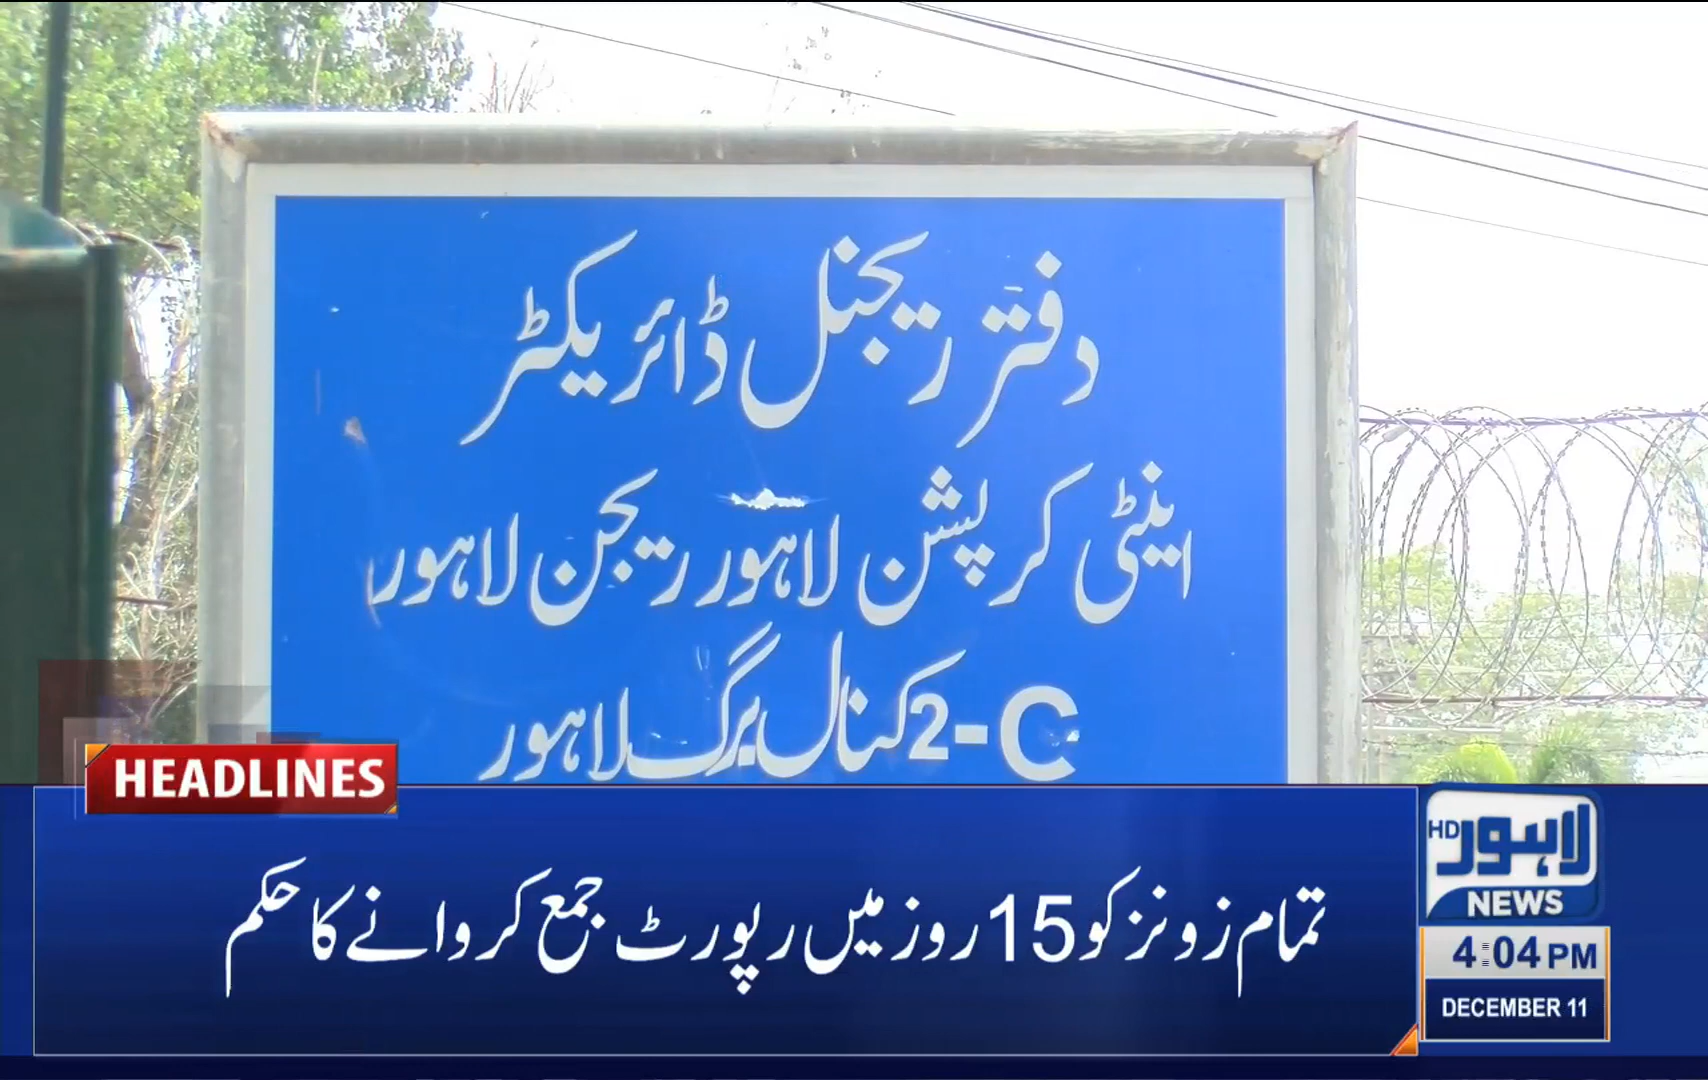 دفتر ریجنل ڈائریکٹر
اینٹی کرپشن لاہور ریجن لاہور
2-C کنال برگ لاہور
HEADLINES
تمام زونز کو 15 روز میں رپورٹ جمع کروانے کا حکم
لاہور HD
NEWS
4:04 PM
DECEMBER 11